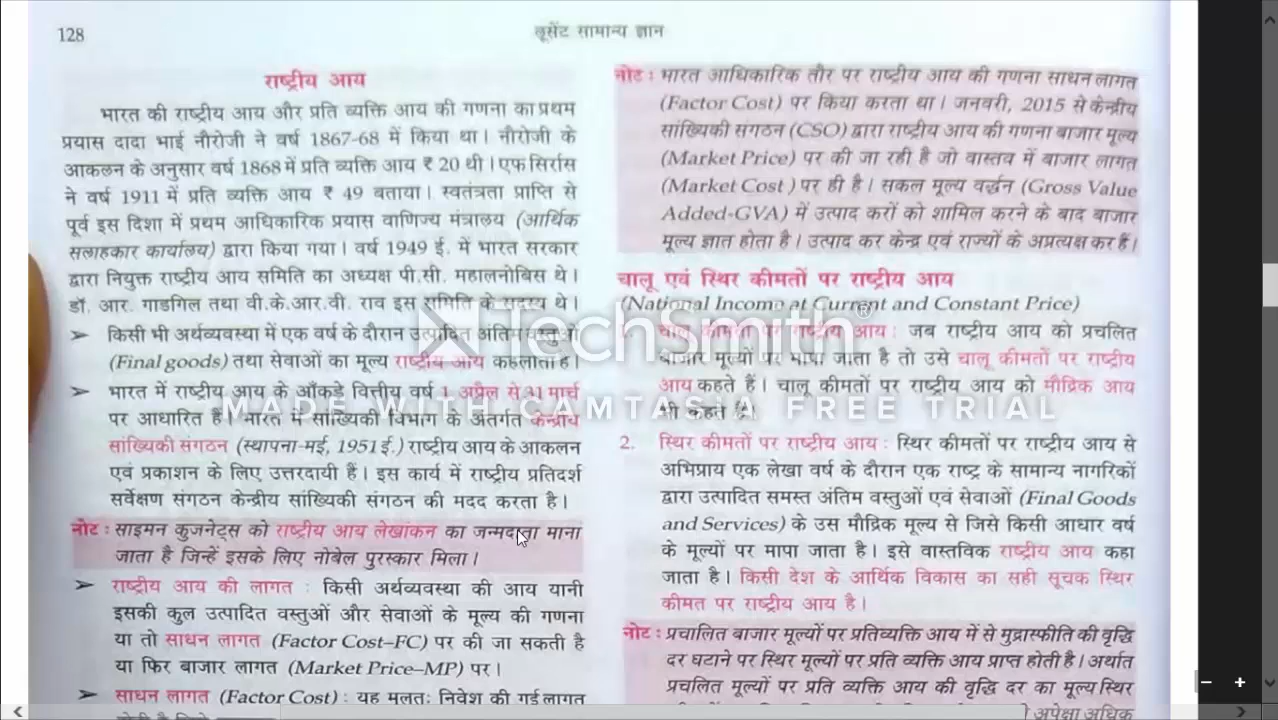 128
लूसेंट सामान्य ज्ञान
राष्ट्रीय आय
भारत की राष्ट्रीय आय और प्रति व्यक्ति आय की गणना का प्रथम
प्रयास दादा भाई नौरोजी ने वर्ष 1867-68 में किया था। नौरोजी के
आकलन के अनुसार वर्ष 1868 में प्रति व्यक्ति आय ₹ 20 थी। एफ सिर्रास
ने वर्ष 1911 में प्रति व्यक्ति आय ₹ 49 बताया। स्वतंत्रता प्राप्ति से
पूर्व इस दिशा में प्रथम आधिकारिक प्रयास वाणिज्य मंत्रालय (आर्थिक
सलाहकार कार्यालय) द्वारा किया गया। वर्ष 1949 ई. में भारत सरकार
द्वारा नियुक्त राष्ट्रीय आय समिति का अध्यक्ष पी.सी. महालनोबिस थे।
डॉ. आर. गाडगिल तथा वी.के.आर.वी. राव इस समिति के सदस्य थे।
➢ किसी भी अर्थव्यवस्था में एक वर्ष के दौरान उत्पादित अंतिम वस्तुओं
(Final goods) तथा सेवाओं का मूल्य राष्ट्रीय आय कहलाता है।
➢ भारत में राष्ट्रीय आय के आँकड़े वित्तीय वर्ष 1 अप्रैल से 31 मार्च
पर आधारित हैं। भारत में सांख्यिकी विभाग के अंतर्गत केन्द्रीय
सांख्यिकी संगठन (स्थापना-मई, 1951 ई.) राष्ट्रीय आय के आकलन
एवं प्रकाशन के लिए उत्तरदायी हैं। इस कार्य में राष्ट्रीय प्रतिदर्श
सर्वेक्षण संगठन केन्द्रीय सांख्यिकी संगठन की मदद करता है।
नोट : साइमन कुजनेट्स को राष्ट्रीय आय लेखांकन का जन्मदाता माना
जाता है जिन्हें इसके लिए नोबेल पुरस्कार मिला।
➢ राष्ट्रीय आय की लागत : किसी अर्थव्यवस्था की आय यानी
इसकी कुल उत्पादित वस्तुओं और सेवाओं के मूल्य की गणना
या तो साधन लागत (Factor Cost–FC) पर की जा सकती है
या फिर बाजार लागत (Market Price–MP) पर।
➢ साधन लागत (Factor Cost) : यह मूलतः निवेश की गई लागत
नोट : भारत आधिकारिक तौर पर राष्ट्रीय आय की गणना साधन लागत
(Factor Cost) पर किया करता था। जनवरी, 2015 से केन्द्रीय
सांख्यिकी संगठन (CSO) द्वारा राष्ट्रीय आय की गणना बाजार मूल्य
(Market Price) पर की जा रही है जो वास्तव में बाजार लागत
(Market Cost ) पर ही है। सकल मूल्य वर्द्धन (Gross Value
Added-GVA) में उत्पाद करों को शामिल करने के बाद बाजार
मूल्य ज्ञात होता है। उत्पाद कर केन्द्र एवं राज्यों के अप्रत्यक्ष कर हैं।
चालू एवं स्थिर कीमतों पर राष्ट्रीय आय
(National Income at Current and Constant Price)
1. चालू कीमतों पर राष्ट्रीय आय : जब राष्ट्रीय आय को प्रचलित
बाजार मूल्यों पर मापा जाता है तो उसे चालू कीमतों पर राष्ट्रीय
आय कहते हैं। चालू कीमतों पर राष्ट्रीय आय को मौद्रिक आय
भी कहते हैं।
2. स्थिर कीमतों पर राष्ट्रीय आय : स्थिर कीमतों पर राष्ट्रीय आय से
अभिप्राय एक लेखा वर्ष के दौरान एक राष्ट्र के सामान्य नागरिकों
द्वारा उत्पादित समस्त अंतिम वस्तुओं एवं सेवाओं (Final Goods
and Services) के उस मौद्रिक मूल्य से जिसे किसी आधार वर्ष
के मूल्यों पर मापा जाता है। इसे वास्तविक राष्ट्रीय आय कहा
जाता है। किसी देश के आर्थिक विकास का सही सूचक स्थिर
कीमत पर राष्ट्रीय आय है।
नोट : प्रचालित बाजार मूल्यों पर प्रतिव्यक्ति आय में से मुद्रास्फीति की वृद्धि
दर घटाने पर स्थिर मूल्यों पर प्रति व्यक्ति आय प्राप्त होती है। अर्थात
प्रचलित मूल्यों पर प्रति व्यक्ति आय की वृद्धि दर का मूल्य स्थिर
अपेक्षा अधिक
TechSmith®
MADE WITH CAMTASIA FREE TRIAL